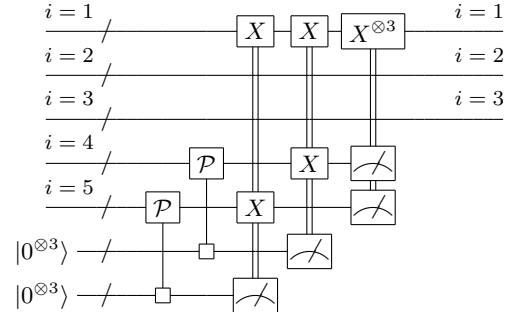 i = 1 X X X⊗3 i = 1
i = 2 i = 2
i = 3 i = 3
i = 4 𝒫 X
i = 5 𝒫 X
|0⊗3⟩
|0⊗3⟩